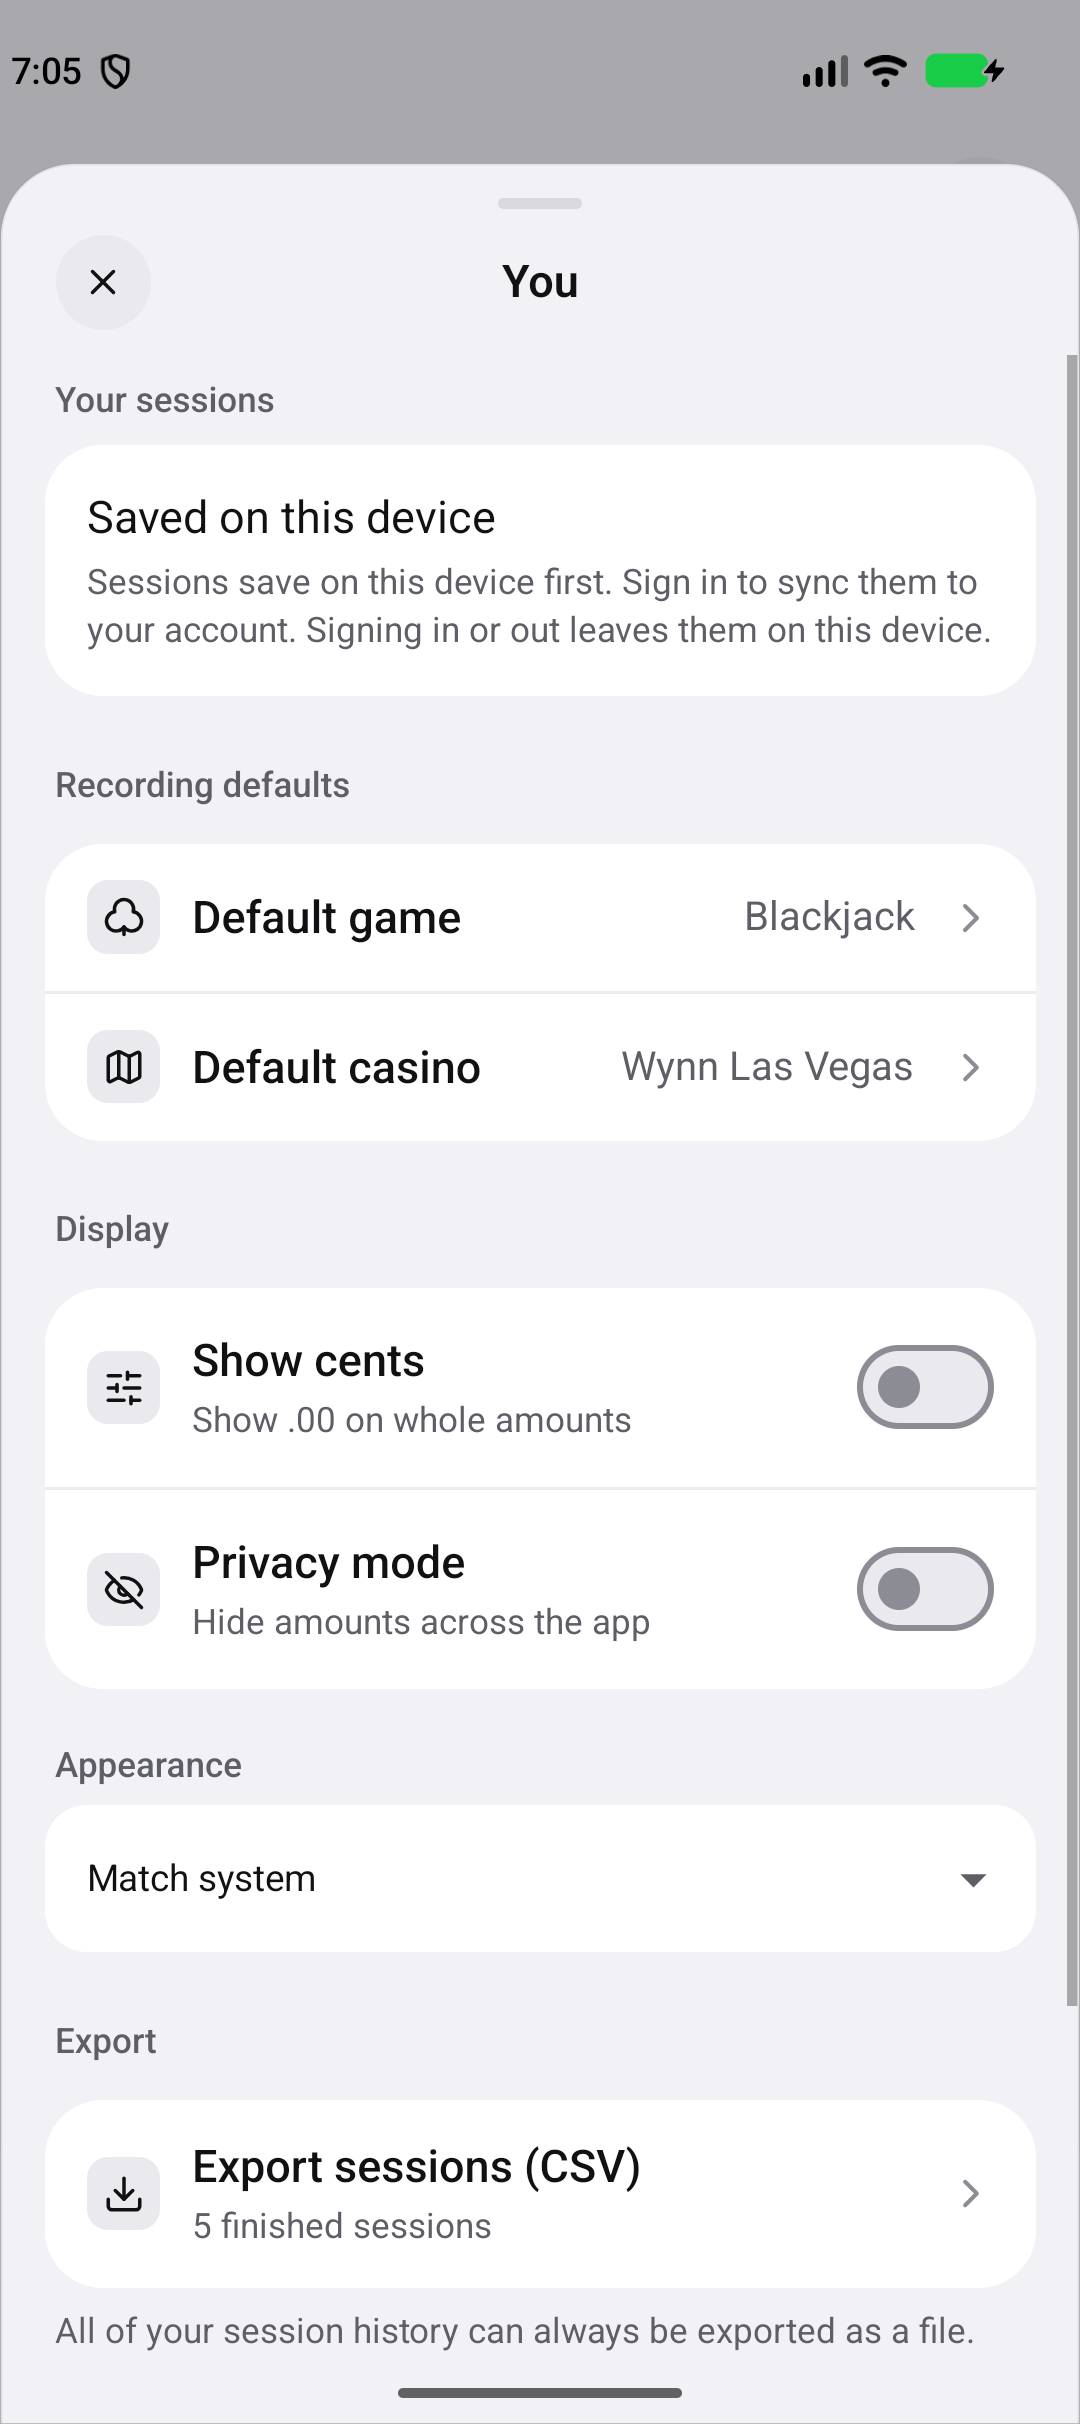 7:05
You
Your sessions
Saved on this device
Sessions save on this device first. Sign in to sync them to
your account. Signing in or out leaves them on this device.
Recording defaults
Default game
Blackjack
Default casino
Wynn Las Vegas
Display
Show cents
Show .00 on whole amounts
Privacy mode
Hide amounts across the app
Appearance
Match system
Export
Export sessions (CSV)
5 finished sessions
All of your session history can always be exported as a file.